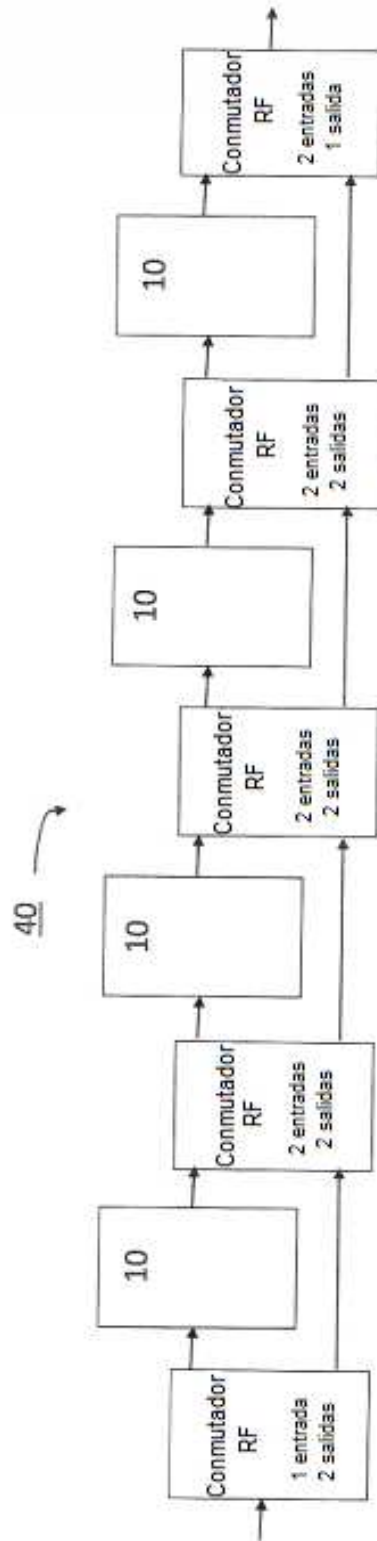 40
Conmutador
RF
1 entrada
2 salidas
10
Conmutador
RF
2 entradas
2 salidas
10
Conmutador
RF
2 entradas
2 salidas
10
Conmutador
RF
2 entradas
2 salidas
10
Conmutador
RF
2 entradas
1 salida